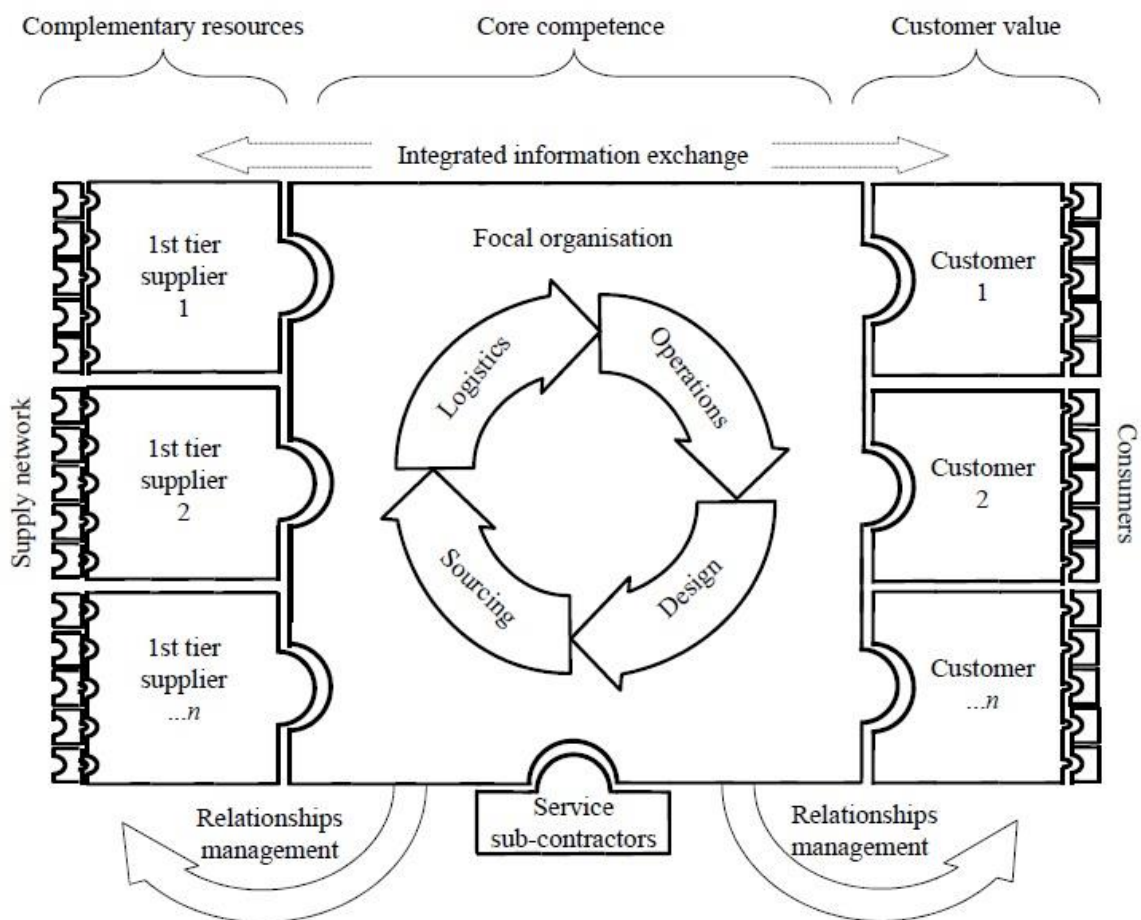 Complementary resources
Core competence
Customer value
Integrated information exchange
Focal organisation
1st tier
supplier
1
1st tier
supplier
2
1st tier
supplier
...n
Supply network
Logistics
Operations
Sourcing
Design
Customer
1
Customer
2
Customer
...n
Consumers
Relationships
management
Service
sub-contractors
Relationships
management